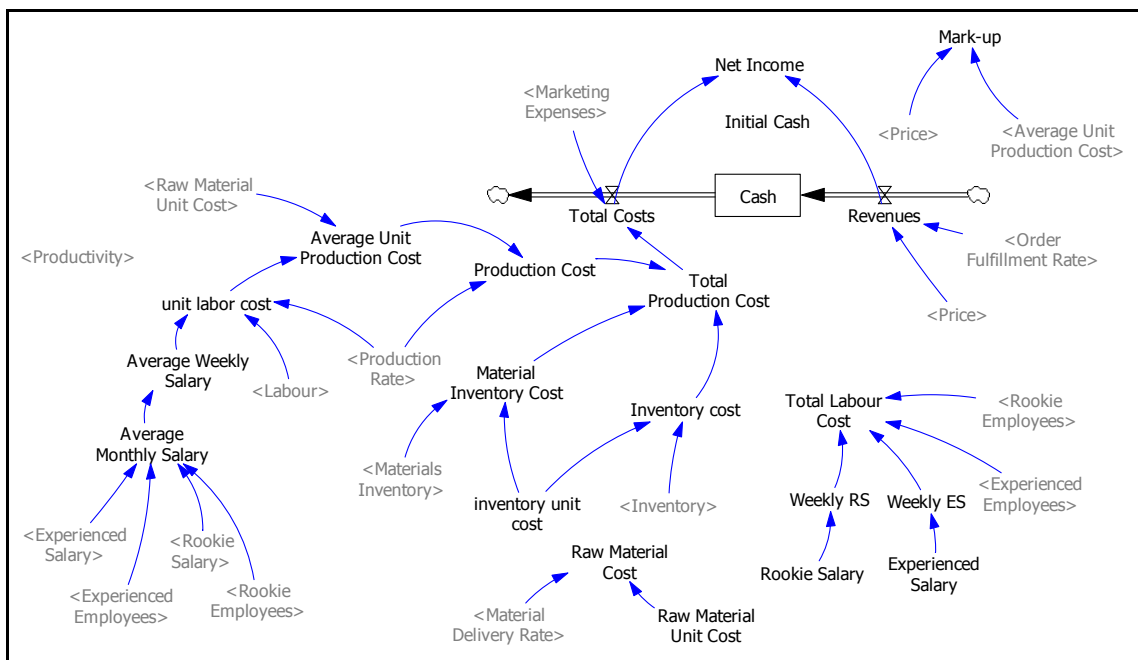 Mark-up
Net Income
<Marketing
Expenses>
Initial Cash
<Price>
<Average Unit
Production Cost>
<Raw Material
Unit Cost>
Cash
Total Costs
Revenues
Average Unit
Production Cost
<Productivity>
Production Cost
<Order
Fulfillment Rate>
Total
Production Cost
unit labor cost
<Price>
Average Weekly
Salary
<Labour>
<Production
Rate>
Material
Inventory Cost
Inventory cost
Total Labour
Cost
<Rookie
Employees>
Average
Monthly Salary
<Materials
Inventory>
inventory unit
cost
<Inventory>
Weekly RS
Weekly ES
<Experienced
Employees>
<Experienced
Salary>
<Rookie
Salary>
<Experienced
Employees>
<Rookie
Employees>
Raw Material
Cost
Rookie Salary
Experienced
Salary
<Material
Delivery Rate>
Raw Material
Unit Cost